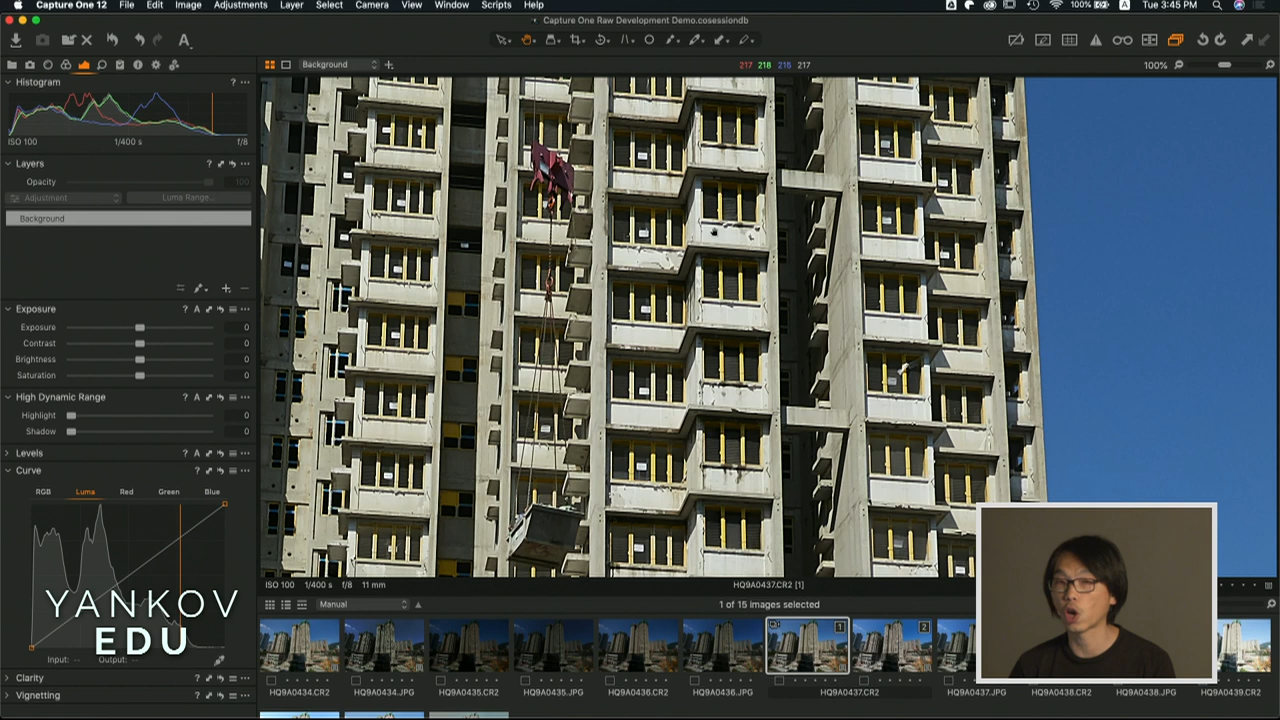 Capture One 12 File Edit Image Adjustments Layer Select Camera View Window Scripts Help 100% A Tue 3:45 PM
Capture One Raw Development Demo.cosessiondb
Background 217 218 215 217 100%
Histogram
ISO 100 1/400 s f/8
Layers
Opacity 100
Adjustment Luma Range...
Background
Exposure
Exposure 0
Contrast 0
Brightness 0
Saturation 0
High Dynamic Range
Highlight 0
Shadow 0
Levels
Curve
RGB Luma Red Green Blue
YANKOV
EDU
Input: -- Output: --
Clarity
Vignetting
ISO 100 1/400 s f/8 11 mm HQ9A0437.CR2 [1]
Manual 1 of 15 images selected
1 2
HQ9A0434.CR2 HQ9A0434.JPG HQ9A0435.CR2 HQ9A0435.JPG HQ9A0436.CR2 HQ9A0436.JPG HQ9A0437.CR2 HQ9A0437.JPG HQ9A0438.CR2 HQ9A0438.JPG HQ9A0439.CR2